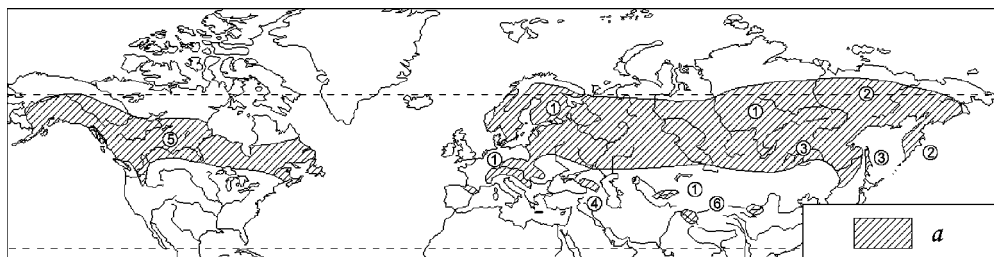 ① ① ②
⑤ ③ ③ ②
① ① ④ ⑥
a